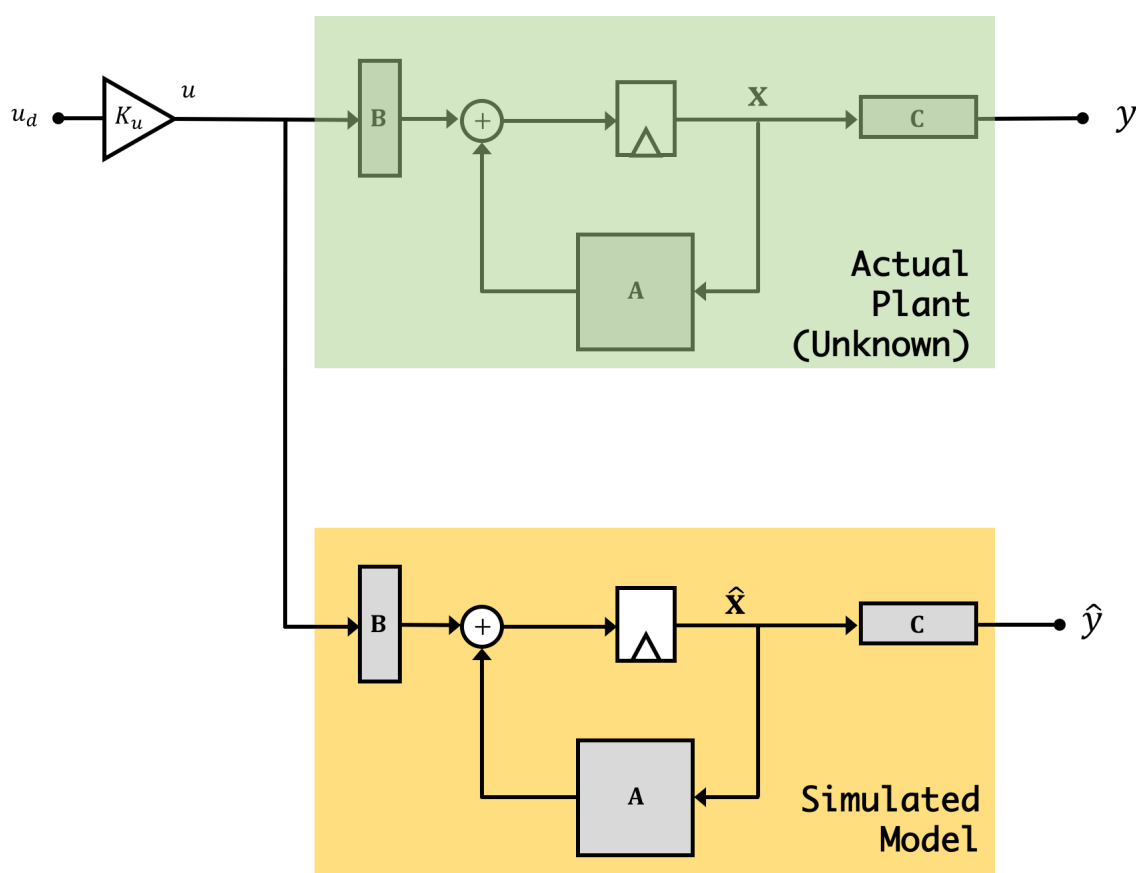 u_d
K_u
u
B
+
x
C
y
A
Actual
Plant
(Unknown)
B
+
x̂
C
ŷ
A
Simulated
Model